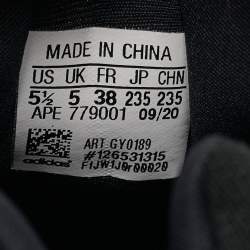 MADE IN CHINA
US UK FR JP CHN
5½ 5 38 235 235
APE 779001 09/20
ART GY0189
#126531315
F1JW1J0r00020
adidas